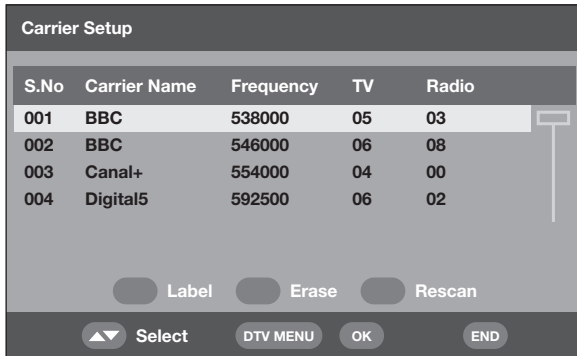 Carrier Setup
S.No Carrier Name Frequency TV Radio
001 BBC 538000 05 03
002 BBC 546000 06 08
003 Canal+ 554000 04 00
004 Digital5 592500 06 02
Label Erase Rescan
Select DTV MENU OK END